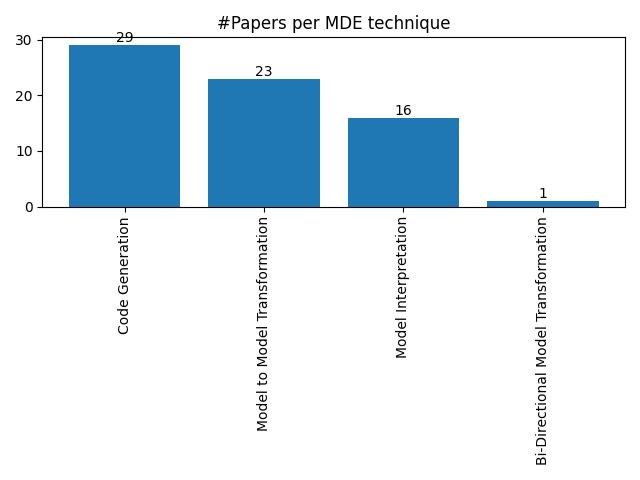 #Papers per MDE technique
30
20
10
0
29
23
16
1
Code Generation
Model to Model Transformation
Model Interpretation
Bi-Directional Model Transformation